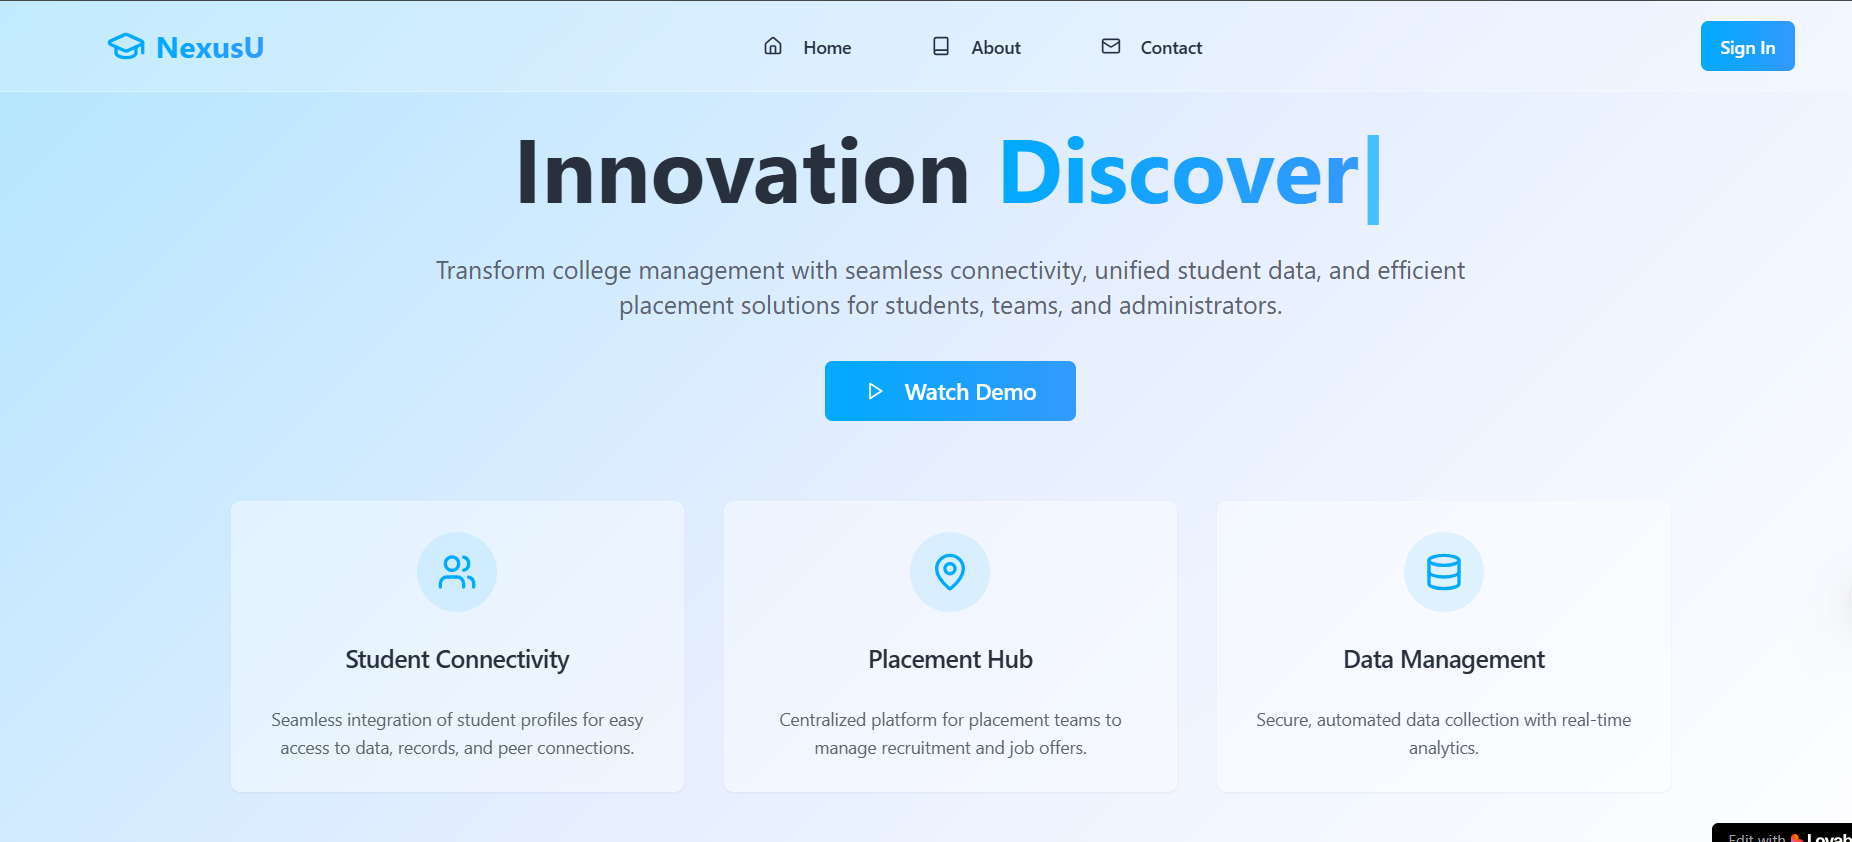 NexusU
Home
About
Contact
Sign In
Innovation Discover
Transform college management with seamless connectivity, unified student data, and efficient
placement solutions for students, teams, and administrators.
Watch Demo
Student Connectivity
Seamless integration of student profiles for easy
access to data, records, and peer connections.
Placement Hub
Centralized platform for placement teams to
manage recruitment and job offers.
Data Management
Secure, automated data collection with real-time
analytics.
Edit with